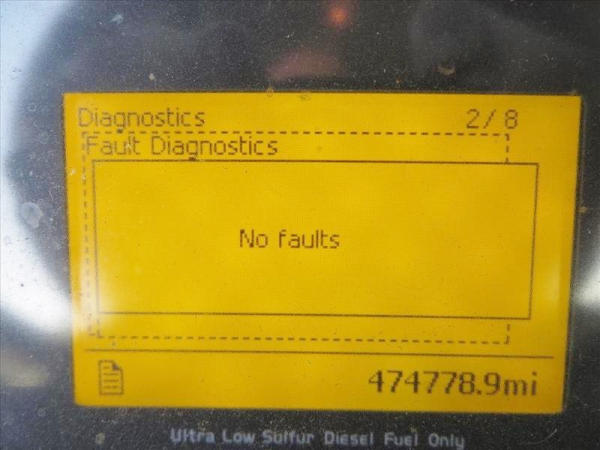 Diagnostics 2/8
Fault Diagnostics
No faults
474778.9mi
Ultra Low Sulfur Diesel Fuel Only